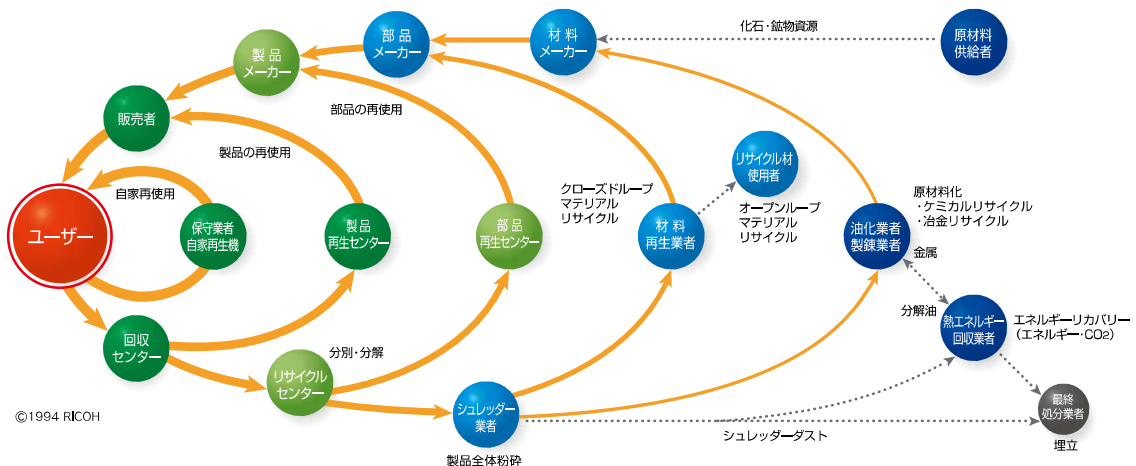 化石・鉱物資源
原材料
供給者
材 料
メーカー
部 品
メーカー
製 品
メーカー
販売者
部品の再使用
製品の再使用
自家再使用
ユーザー
保守業者
自家再生機
製 品
再生センター
部 品
再生センター
クローズドループ
マテリアル
リサイクル
材 料
再生業者
リサイクル材
使用者
オープンループ
マテリアル
リサイクル
油化業者
製錬業者
原材料化
・ケミカルリサイクル
・冶金リサイクル
金属
分解油
熱エネルギー
回収業者
エネルギーリカバリー
（エネルギー・CO2）
回収
センター
分別・分解
リサイクル
センター
シュレッダー
業者
製品全体粉砕
シュレッダーダスト
最終
処分業者
埋立
©1994 RICOH